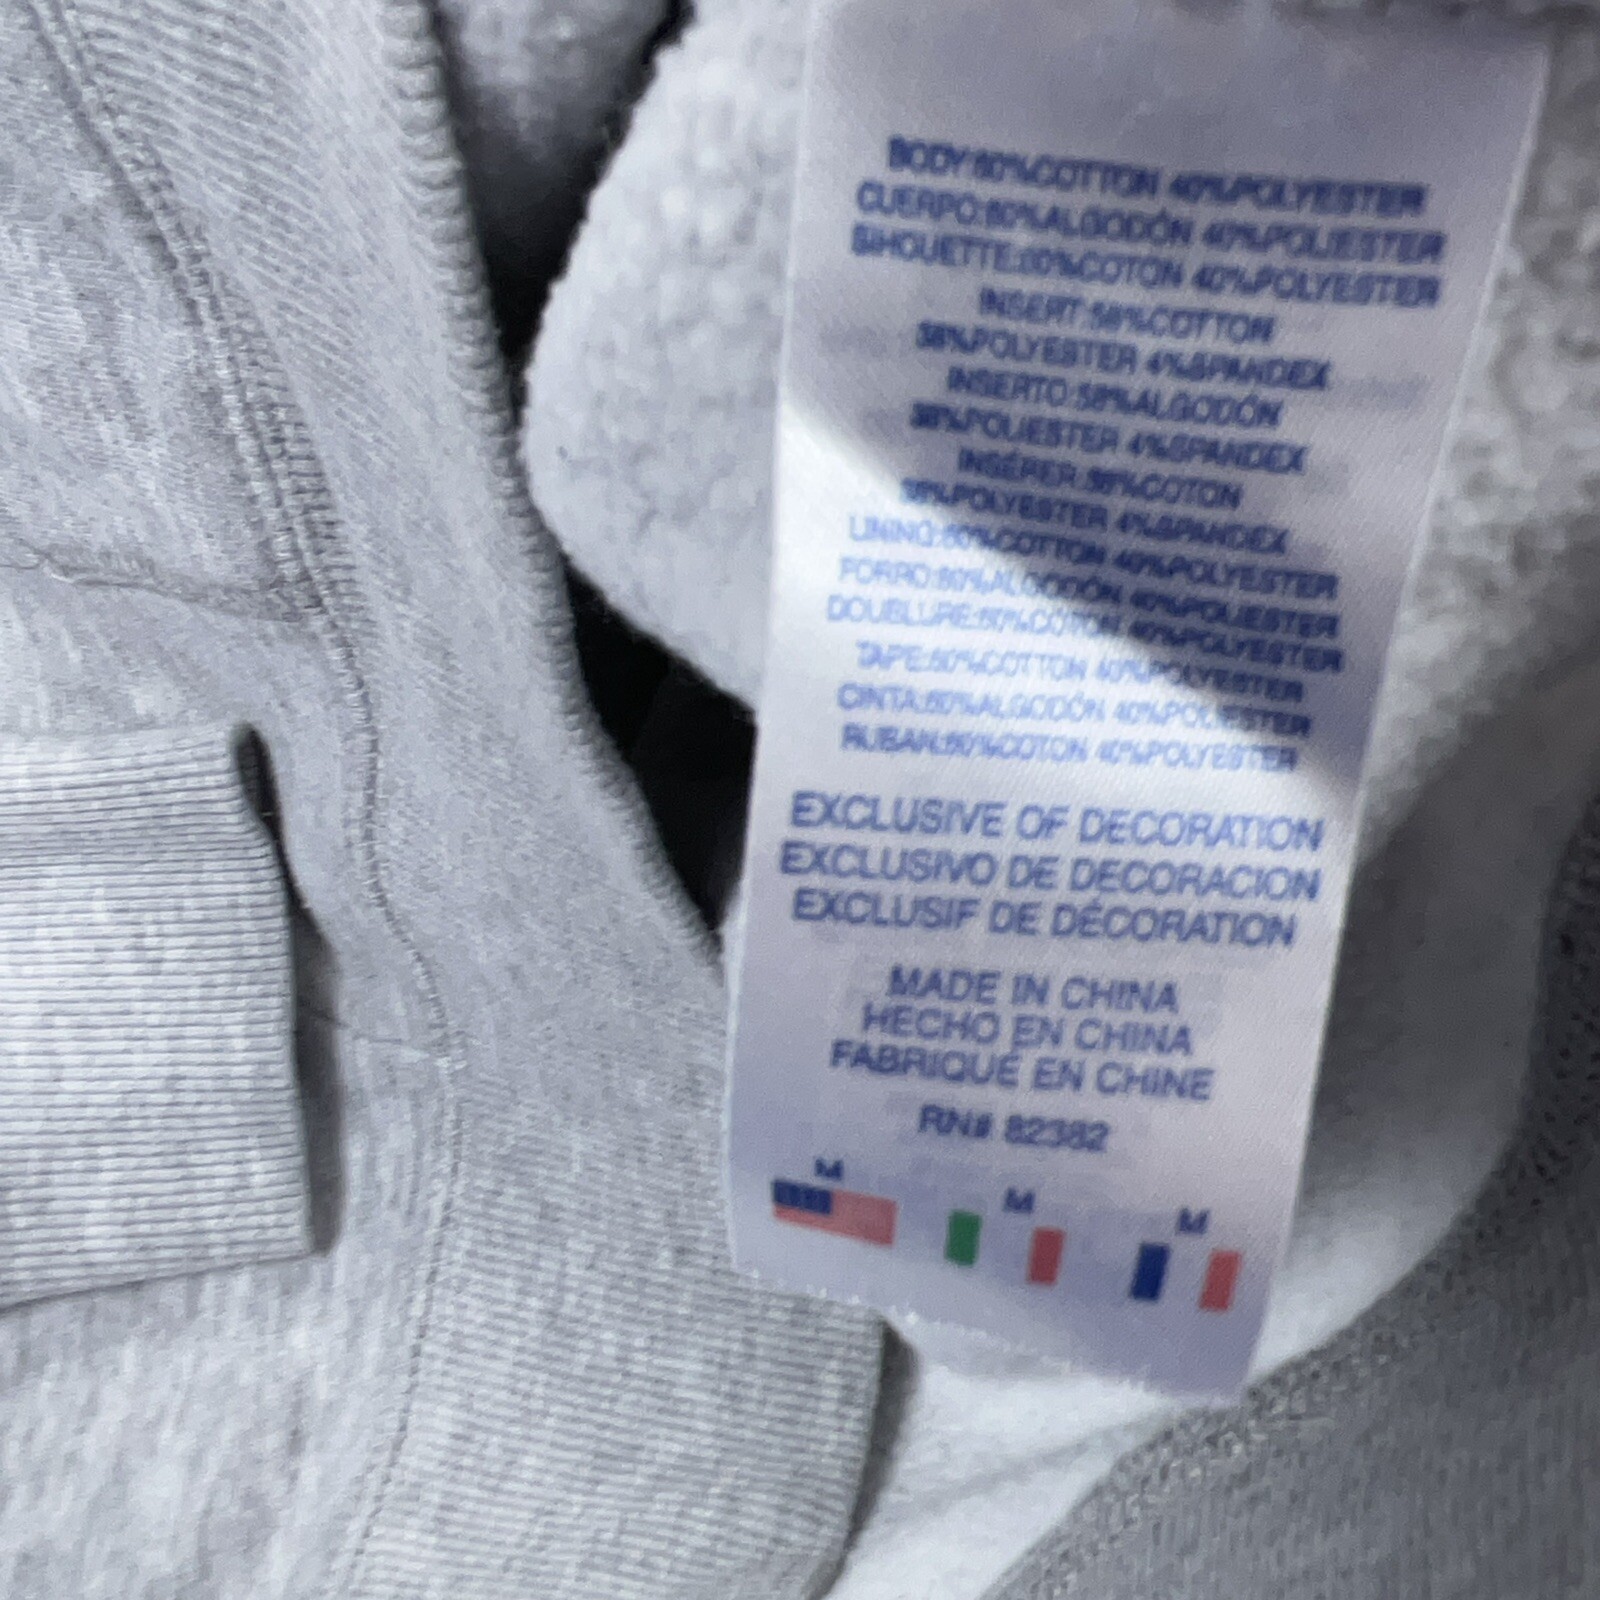 BODY:60%COTTON 40%POLYESTER
CUERPO:60%ALGODÓN 40%POLIESTER
SILHOUETTE:60%COTON 40%POLYESTER
INSERT:58%COTTON
38%POLYESTER 4%SPANDEX
INSERTO:58%ALGODÓN
38%POLIESTER 4%SPANDEX
INSÉRER:58%COTON
38%POLYESTER 4%SPANDEX
LINING:60%COTTON 40%POLYESTER
FORRO:60%ALGODÓN 40%POLIESTER
DOUBLURE:60%COTON 40%POLYESTER
TAPE:60%COTTON 40%POLYESTER
CINTA:60%ALGODÓN 40%POLIESTER
RUBAN:60%COTON 40%POLYESTER
EXCLUSIVE OF DECORATION
EXCLUSIVO DE DECORACION
EXCLUSIF DE DÉCORATION
MADE IN CHINA
HECHO EN CHINA
FABRIQUÉ EN CHINE
RN# 82382
M M M